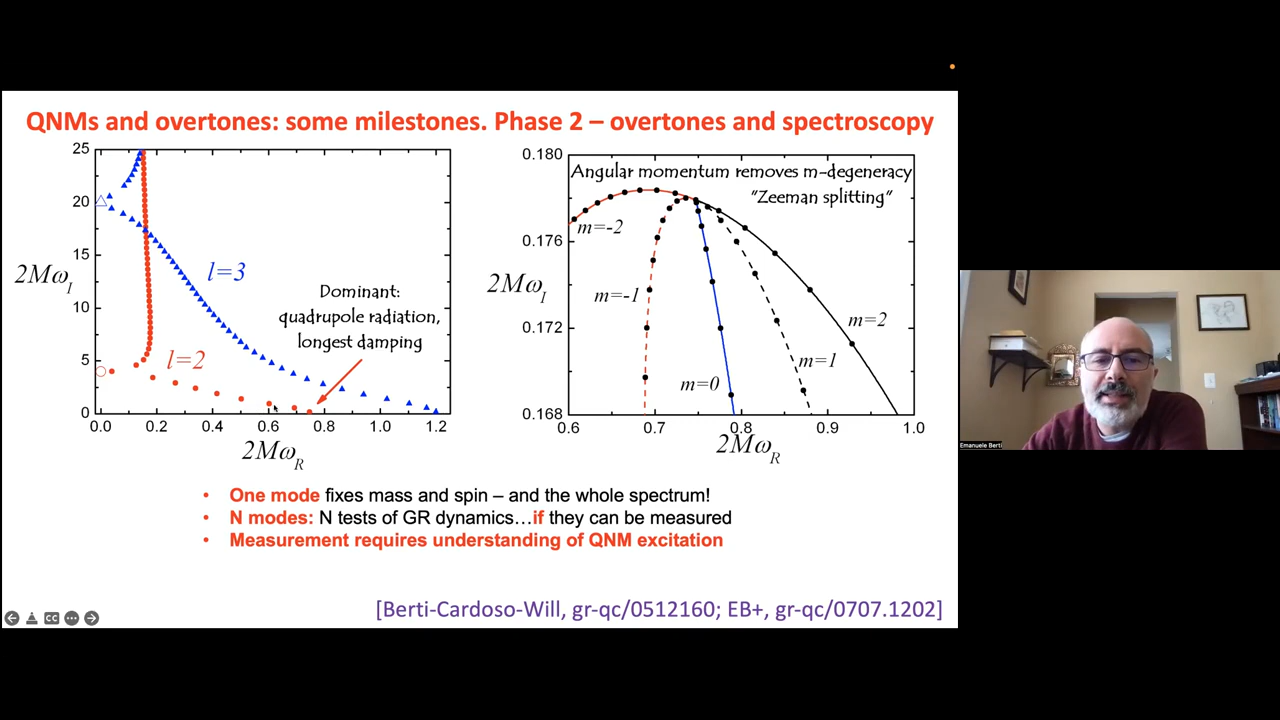 QNMs and overtones: some milestones. Phase 2 – overtones and spectroscopy
25
20
15
10
5
0
2Mω_I
0.0 0.2 0.4 0.6 0.8 1.0 1.2
2Mω_R
l=3
l=2
Dominant:
quadrupole radiation,
longest damping
0.180
0.176
0.172
0.168
2Mω_I
0.6 0.7 0.8 0.9 1.0
2Mω_R
Angular momentum removes m-degeneracy
"Zeeman splitting"
m=-2
m=-1
m=0
m=1
m=2
• One mode fixes mass and spin – and the whole spectrum!
• N modes: N tests of GR dynamics…if they can be measured
• Measurement requires understanding of QNM excitation
[Berti-Cardoso-Will, gr-qc/0512160; EB+, gr-qc/0707.1202]
CC
Emanuele Berti